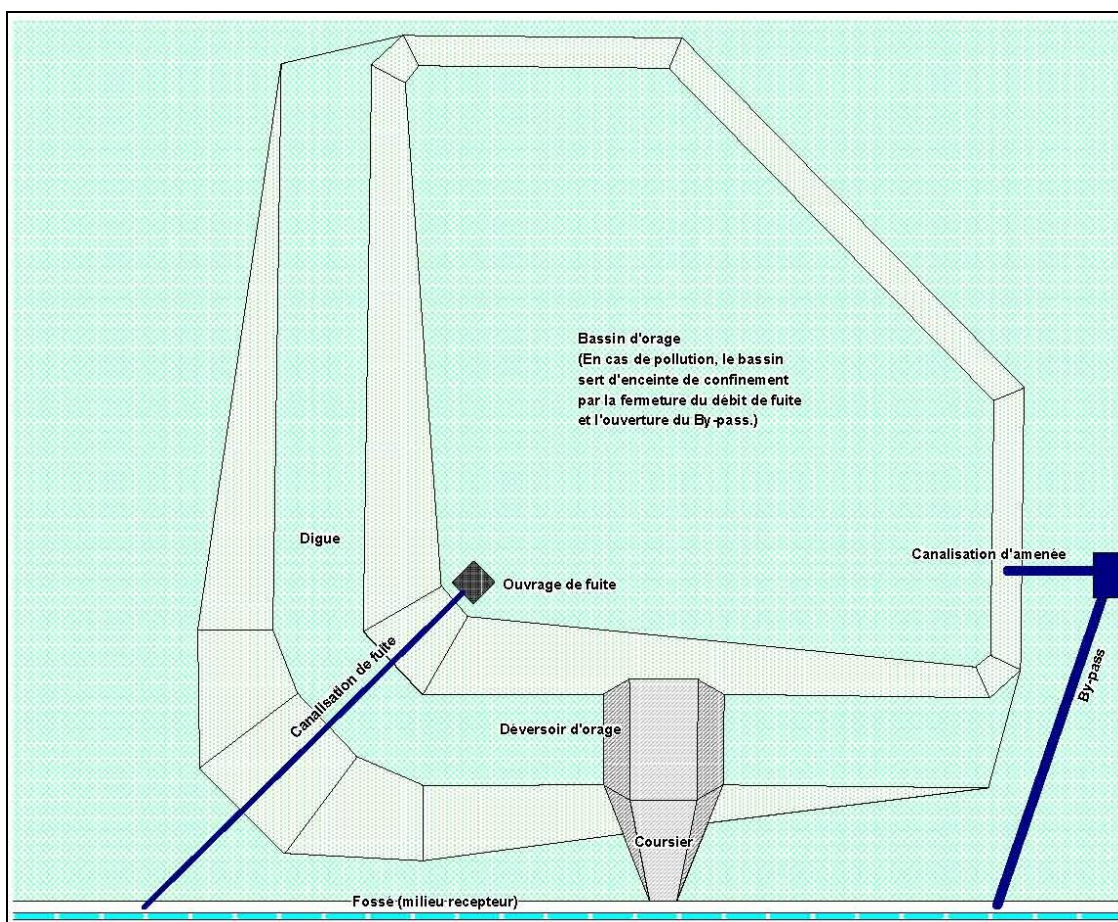 Bassin d'orage
(En cas de pollution, le bassin
sert d'enceinte de confinement
par la fermeture du débit de fuite
et l'ouverture du By-pass.)
Digue
Canalisation d'amenée
Ouvrage de fuite
Canalisation de fuite
By-pass
Déversoir d'orage
Coursier
Fossé (milieu recepteur)